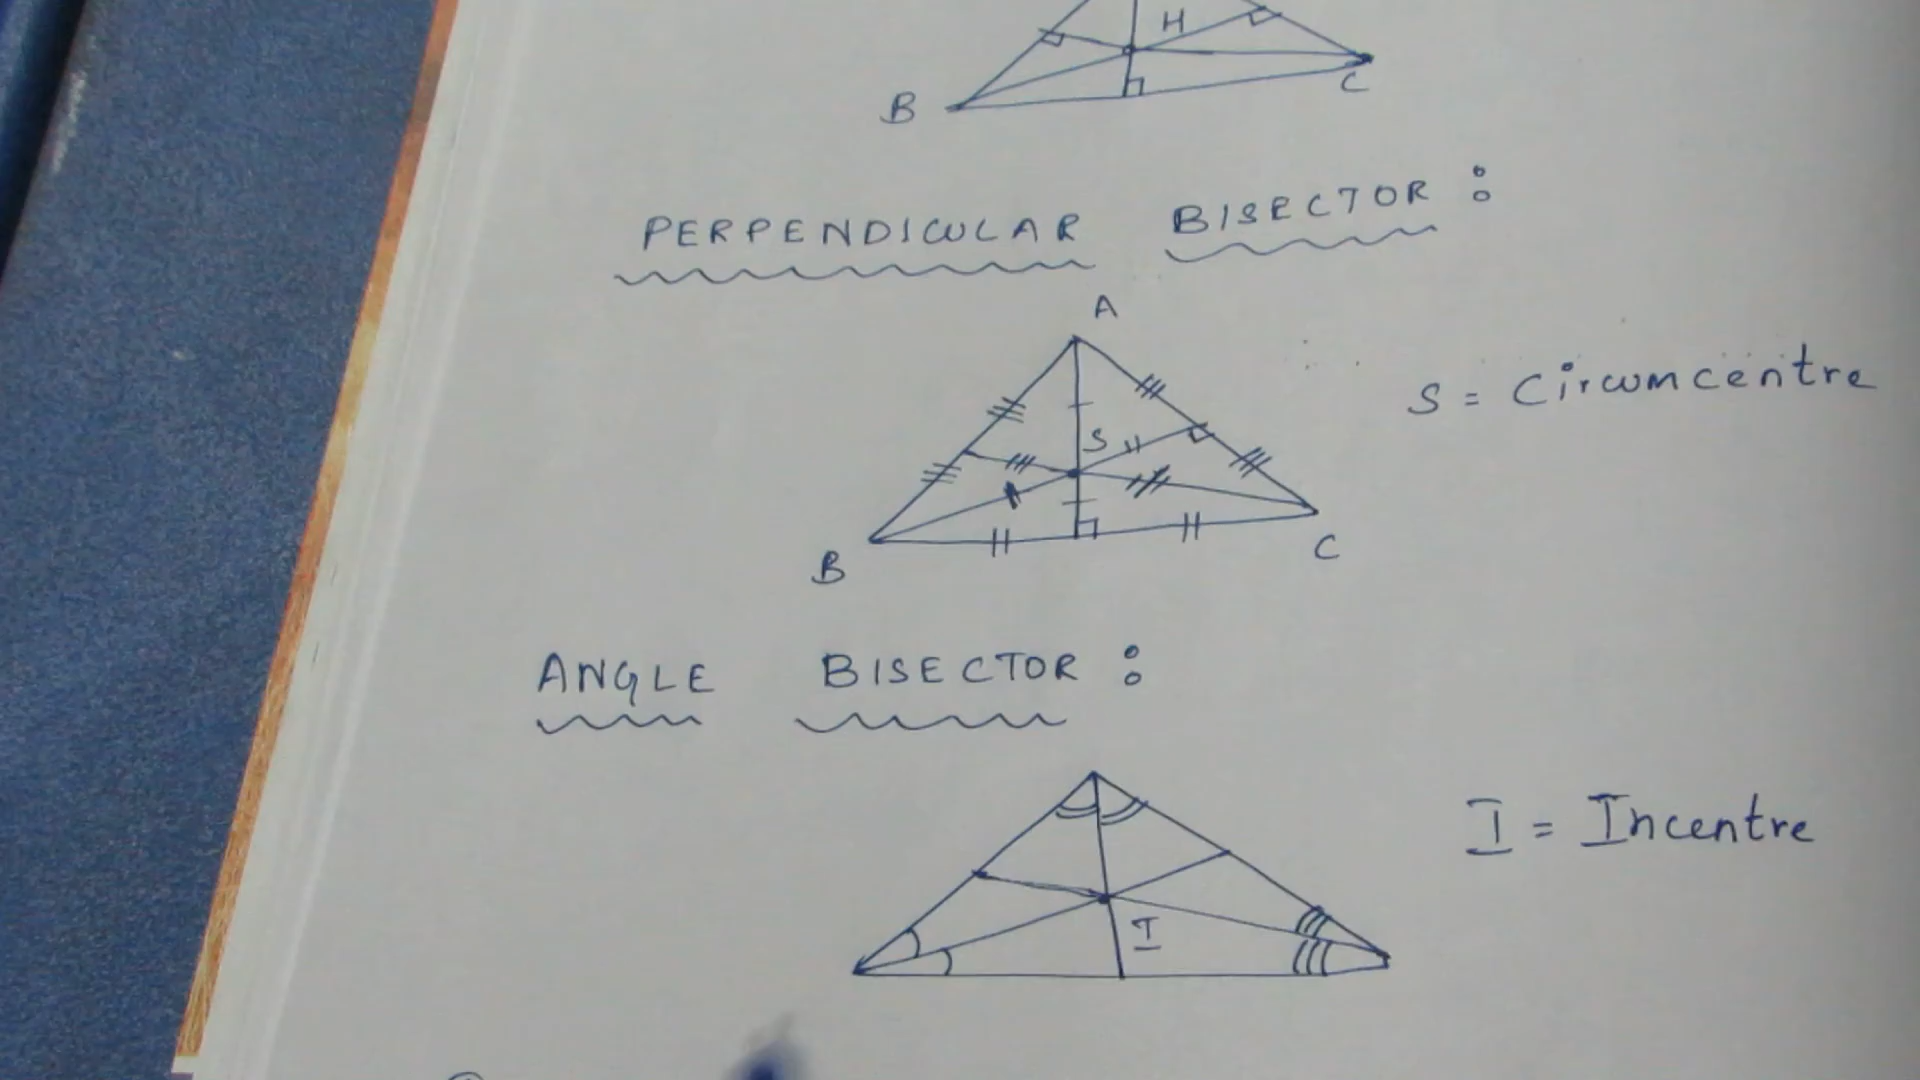 H
B
C
PERPENDICULAR BISECTOR :
A
S = Circumcentre
S
B
C
ANGLE BISECTOR :
I = Incentre
I